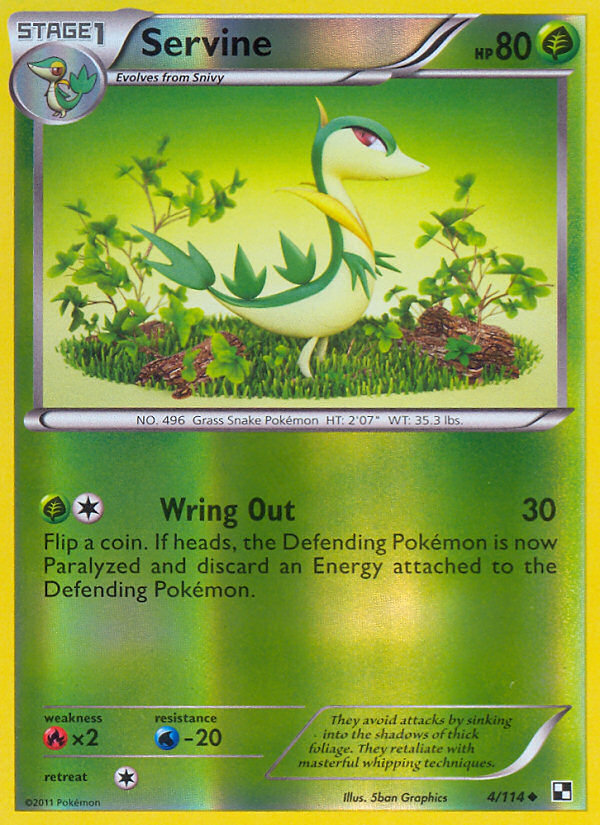 STAGE1
Servine
HP80
Evolves from Snivy
NO. 496 Grass Snake Pokémon HT: 2'07" WT: 35.3 lbs.
Wring Out 30
Flip a coin. If heads, the Defending Pokémon is now
Paralyzed and discard an Energy attached to the
Defending Pokémon.
weakness
×2
resistance
-20
retreat
They avoid attacks by sinking
into the shadows of thick
foliage. They retaliate with
masterful whipping techniques.
©2011 Pokémon
Illus. 5ban Graphics
4/114